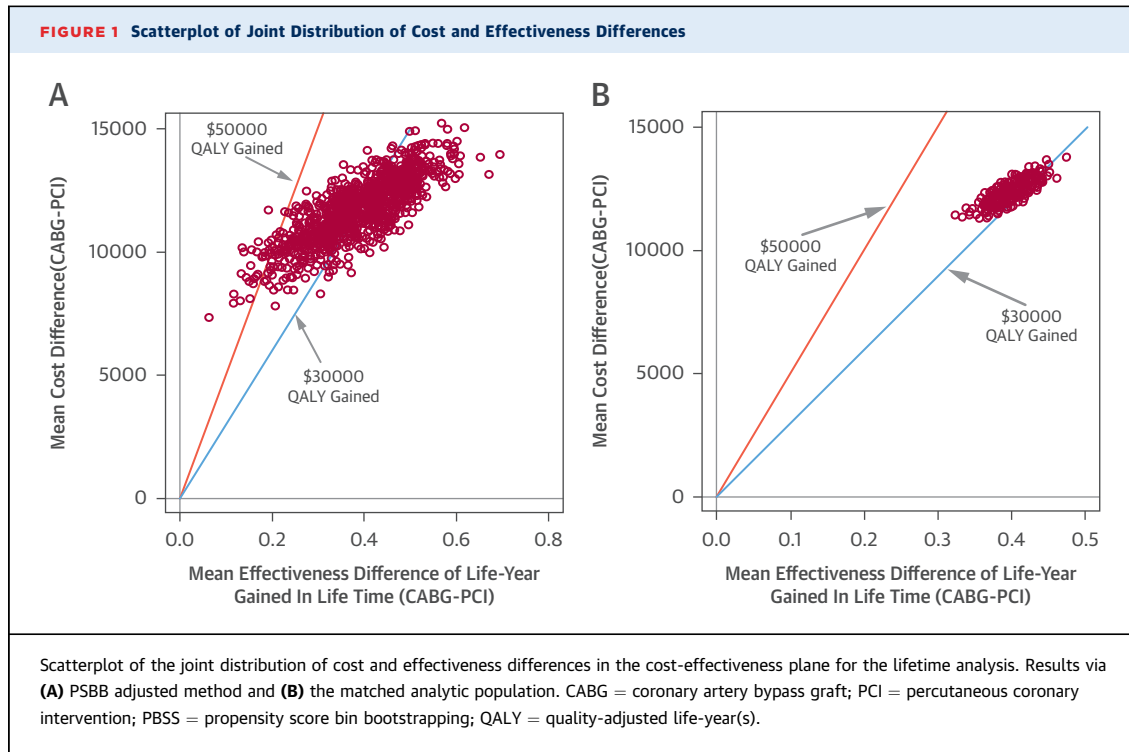 FIGURE 1 Scatterplot of Joint Distribution of Cost and Effectiveness Differences
A
15000
10000
5000
0
Mean Cost Difference(CABG-PCI)
$50000
QALY Gained
$30000
QALY Gained
0.0 0.2 0.4 0.6 0.8
Mean Effectiveness Difference of Life-Year
Gained In Life Time (CABG-PCI)
B
15000
10000
5000
0
Mean Cost Difference(CABG-PCI)
$50000
QALY Gained
$30000
QALY Gained
0.0 0.1 0.2 0.3 0.4 0.5
Mean Effectiveness Difference of Life-Year
Gained In Life Time (CABG-PCI)
Scatterplot of the joint distribution of cost and effectiveness differences in the cost-effectiveness plane for the lifetime analysis. Results via
(A) PSBB adjusted method and (B) the matched analytic population. CABG = coronary artery bypass graft; PCI = percutaneous coronary
intervention; PBSS = propensity score bin bootstrapping; QALY = quality-adjusted life-year(s).